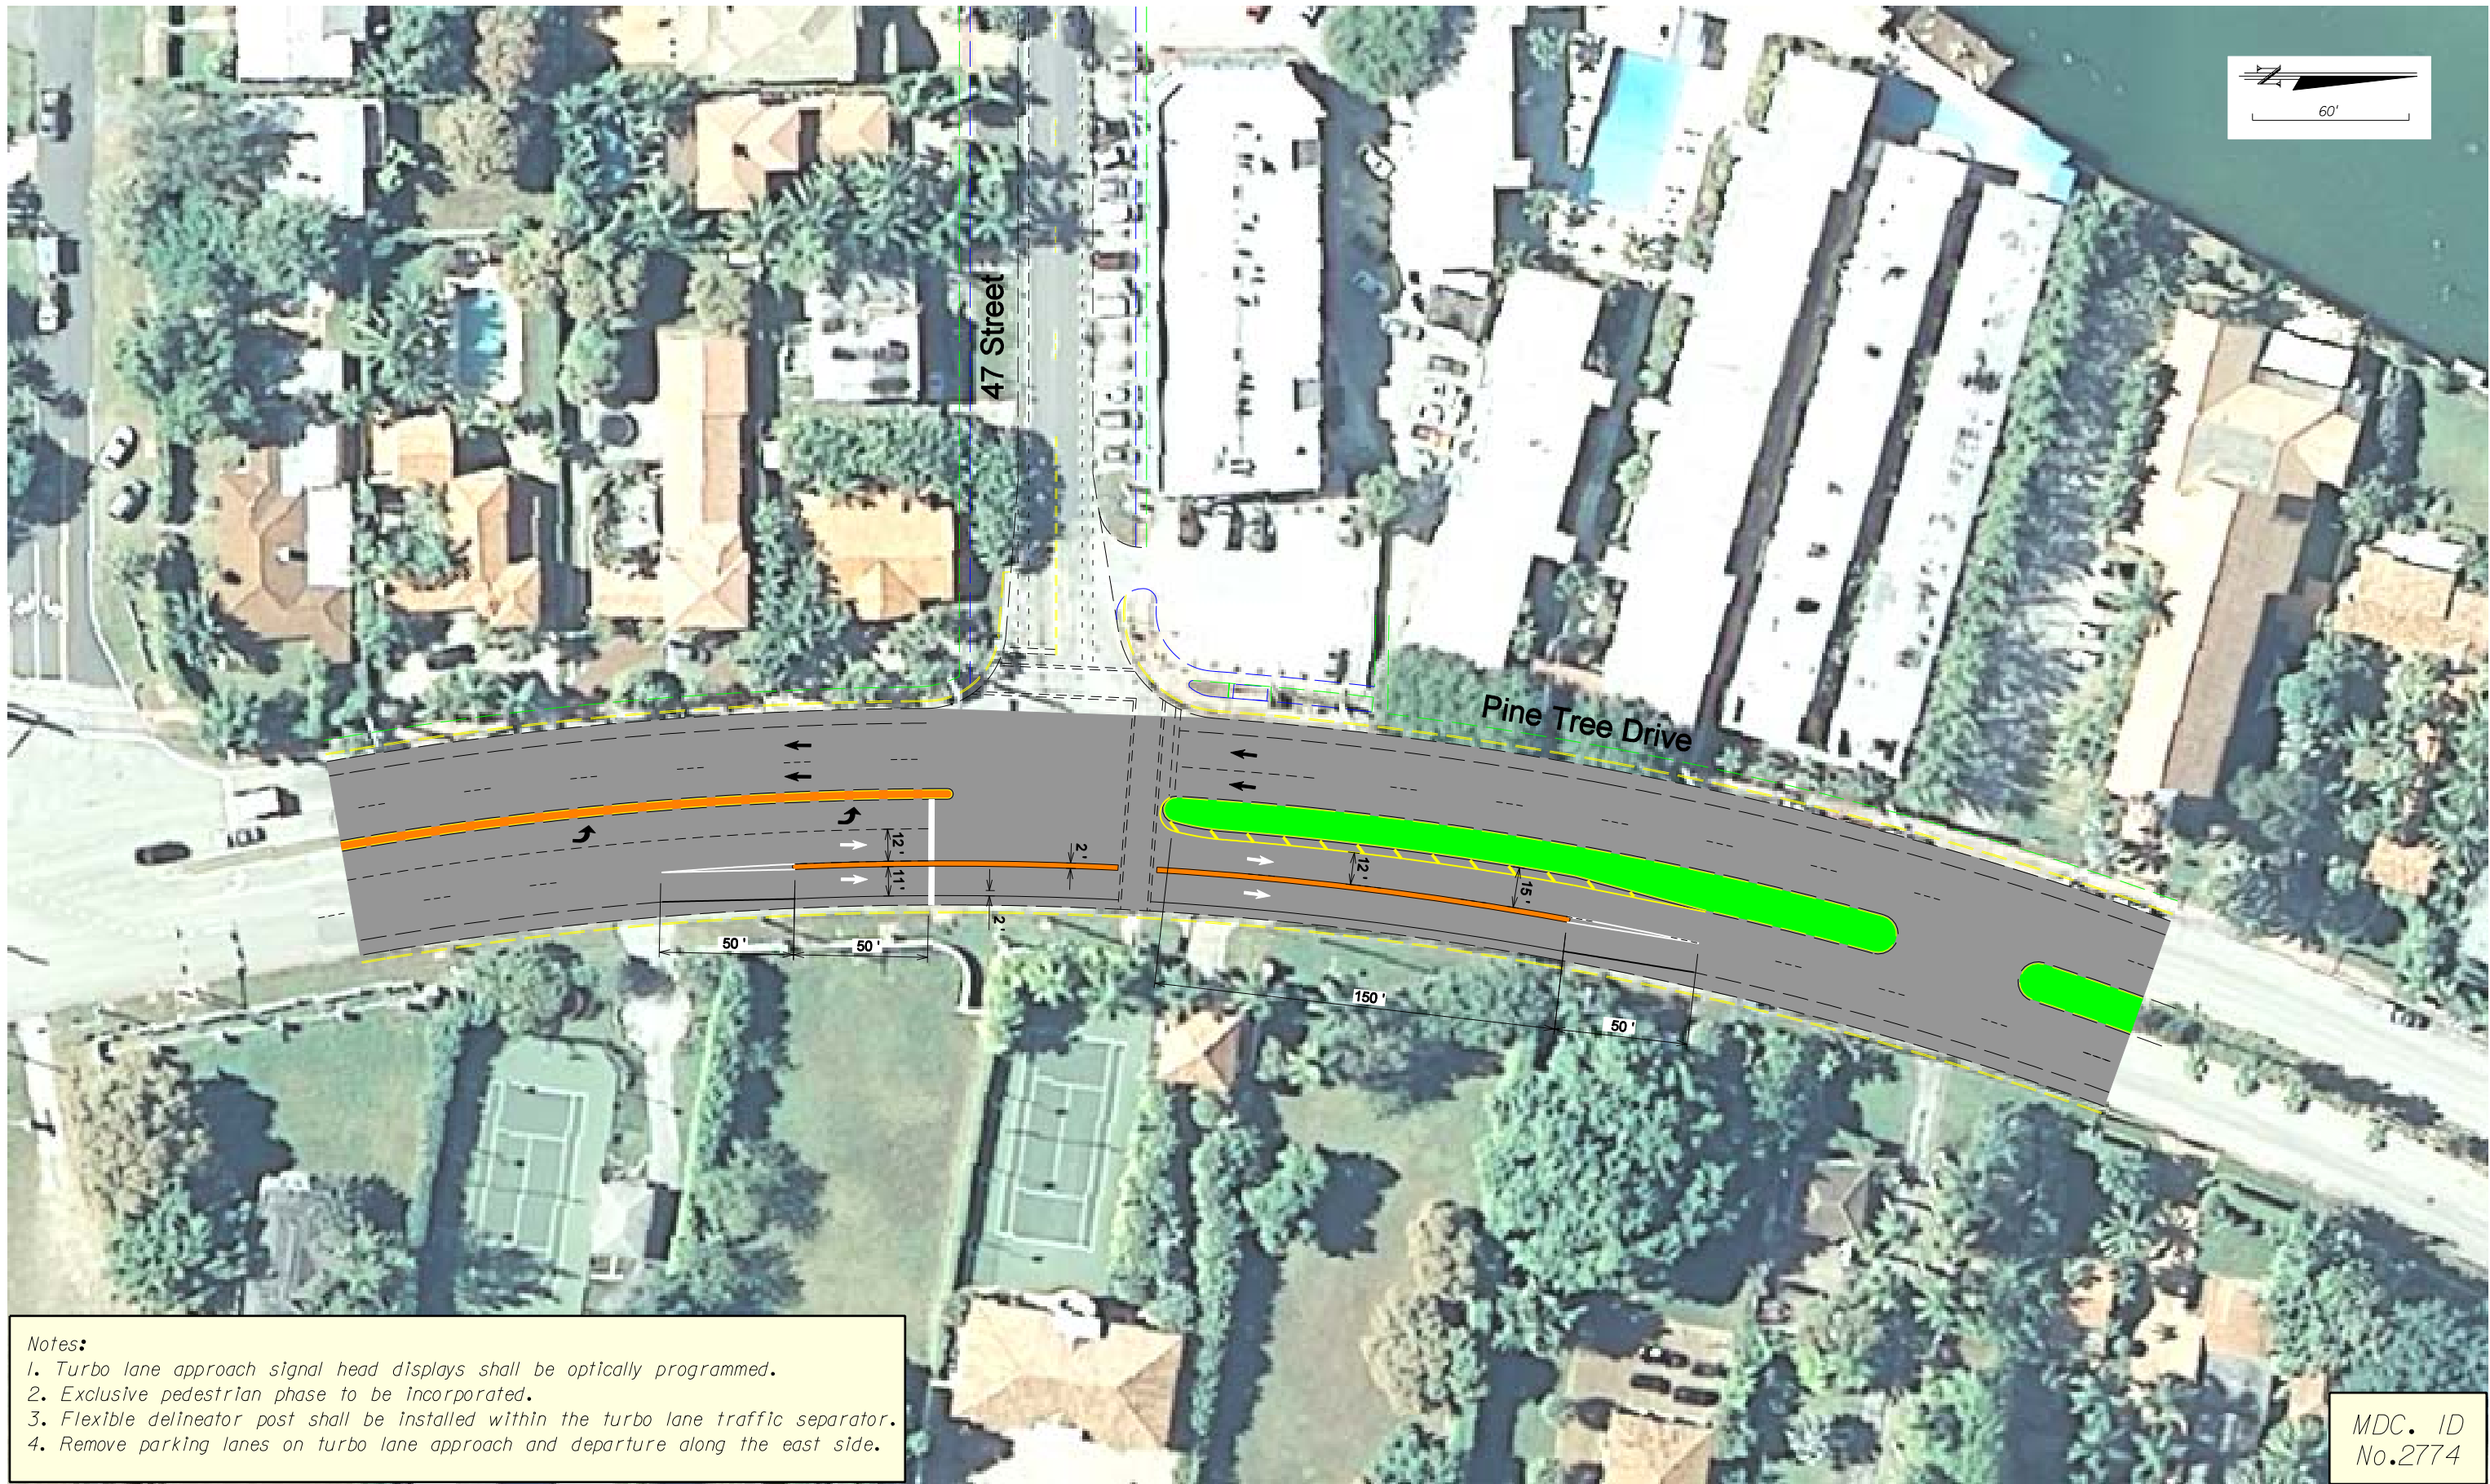 N
60'
47 Street
Pine Tree Drive
12'
2'
11'
12'
15'
2'
50'
50'
150'
50'
Notes:
1. Turbo lane approach signal head displays shall be optically programmed.
2. Exclusive pedestrian phase to be incorporated.
3. Flexible delineator post shall be installed within the turbo lane traffic separator.
4. Remove parking lanes on turbo lane approach and departure along the east side.
MDC. ID
No.2774